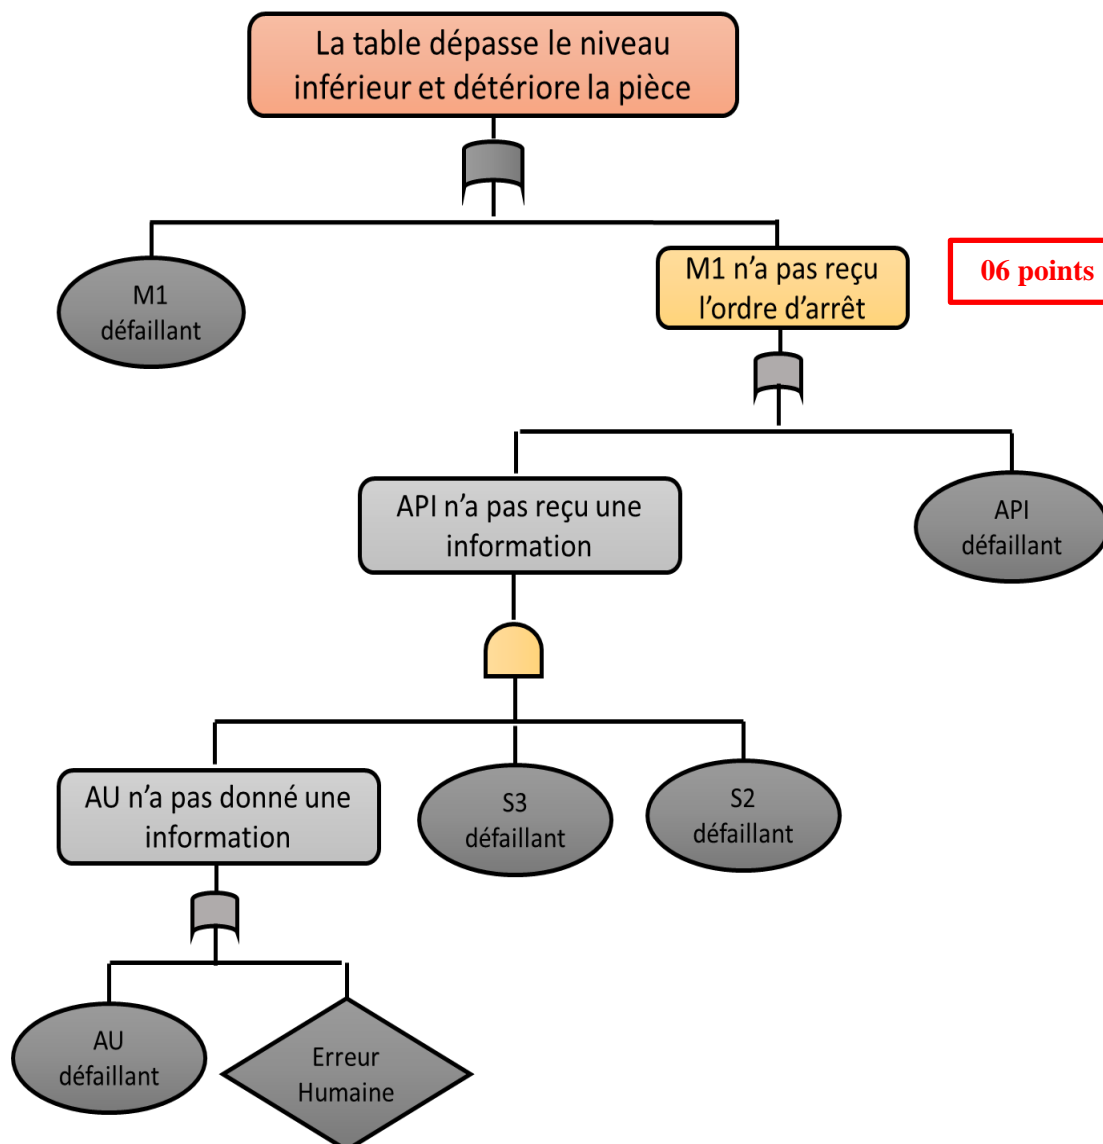 La table dépasse le niveau
inférieur et détériore la pièce
M1
défaillant
M1 n'a pas reçu
l'ordre d'arrêt
06 points
API n'a pas reçu une
information
API
défaillant
AU n'a pas donné une
information
S3
défaillant
S2
défaillant
AU
défaillant
Erreur
Humaine